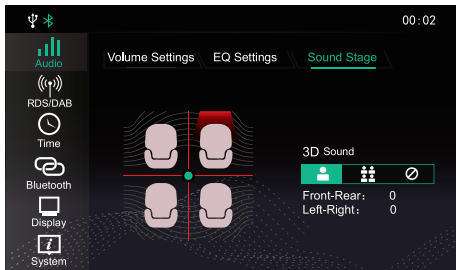 00:02
Audio
Volume Settings
EQ Settings
Sound Stage
RDS/DAB
Time
Bluetooth
Display
System
3D Sound
Front-Rear: 0
Left-Right: 0